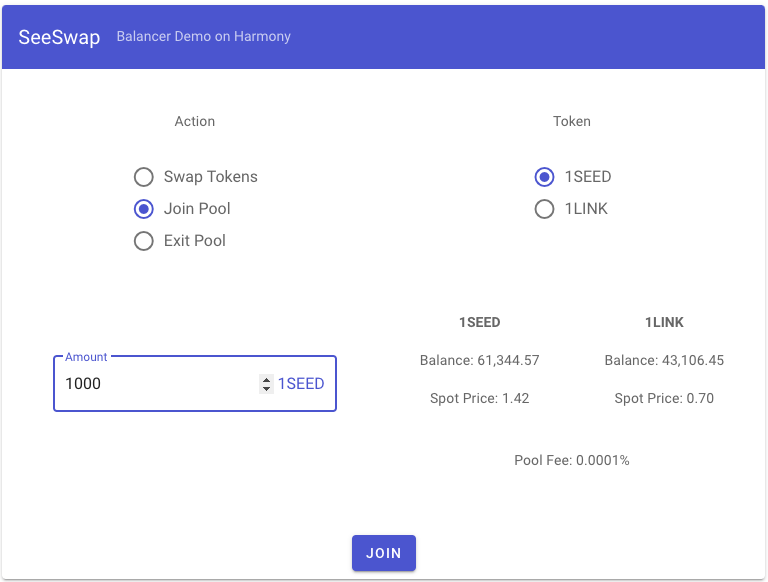 SeeSwap Balancer Demo on Harmony
Action
Swap Tokens
Join Pool
Exit Pool
Token
1SEED
1LINK
Amount
1000 1SEED
1SEED 1LINK
Balance: 61,344.57 Balance: 43,106.45
Spot Price: 1.42 Spot Price: 0.70
Pool Fee: 0.0001%
JOIN